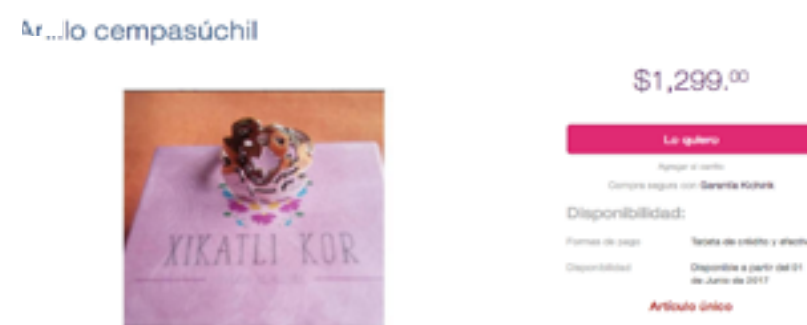 Ar...lo cempasúchil
$1,299.00
Lo quiero
Agregar al carrito
Compra segura con Garantía Kichink
XIKATLI KOR
Disponibilidad:
Formas de pago Tarjeta de crédito y efectivo
Disponibilidad Disponible a partir del 01
de Junio de 2017
Artículo único